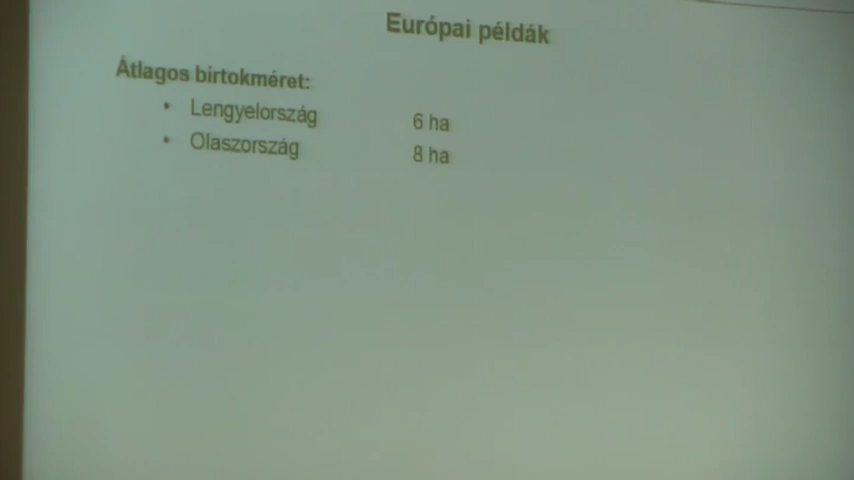 Európai példák
Átlagos birtokméret:
• Lengyelország 6 ha
• Olaszország 8 ha